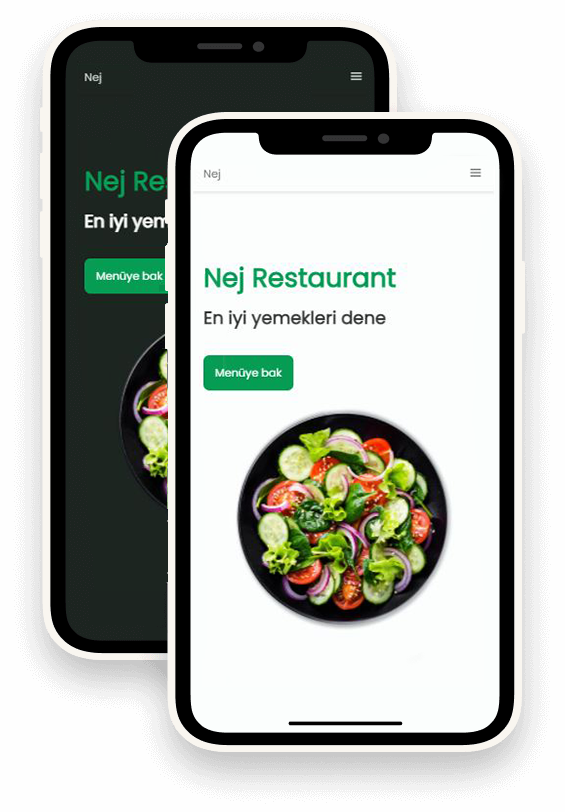 Nej
Nej Res
En iyi yem
Menüye bak
Nej
Nej Restaurant
En iyi yemekleri dene
Menüye bak